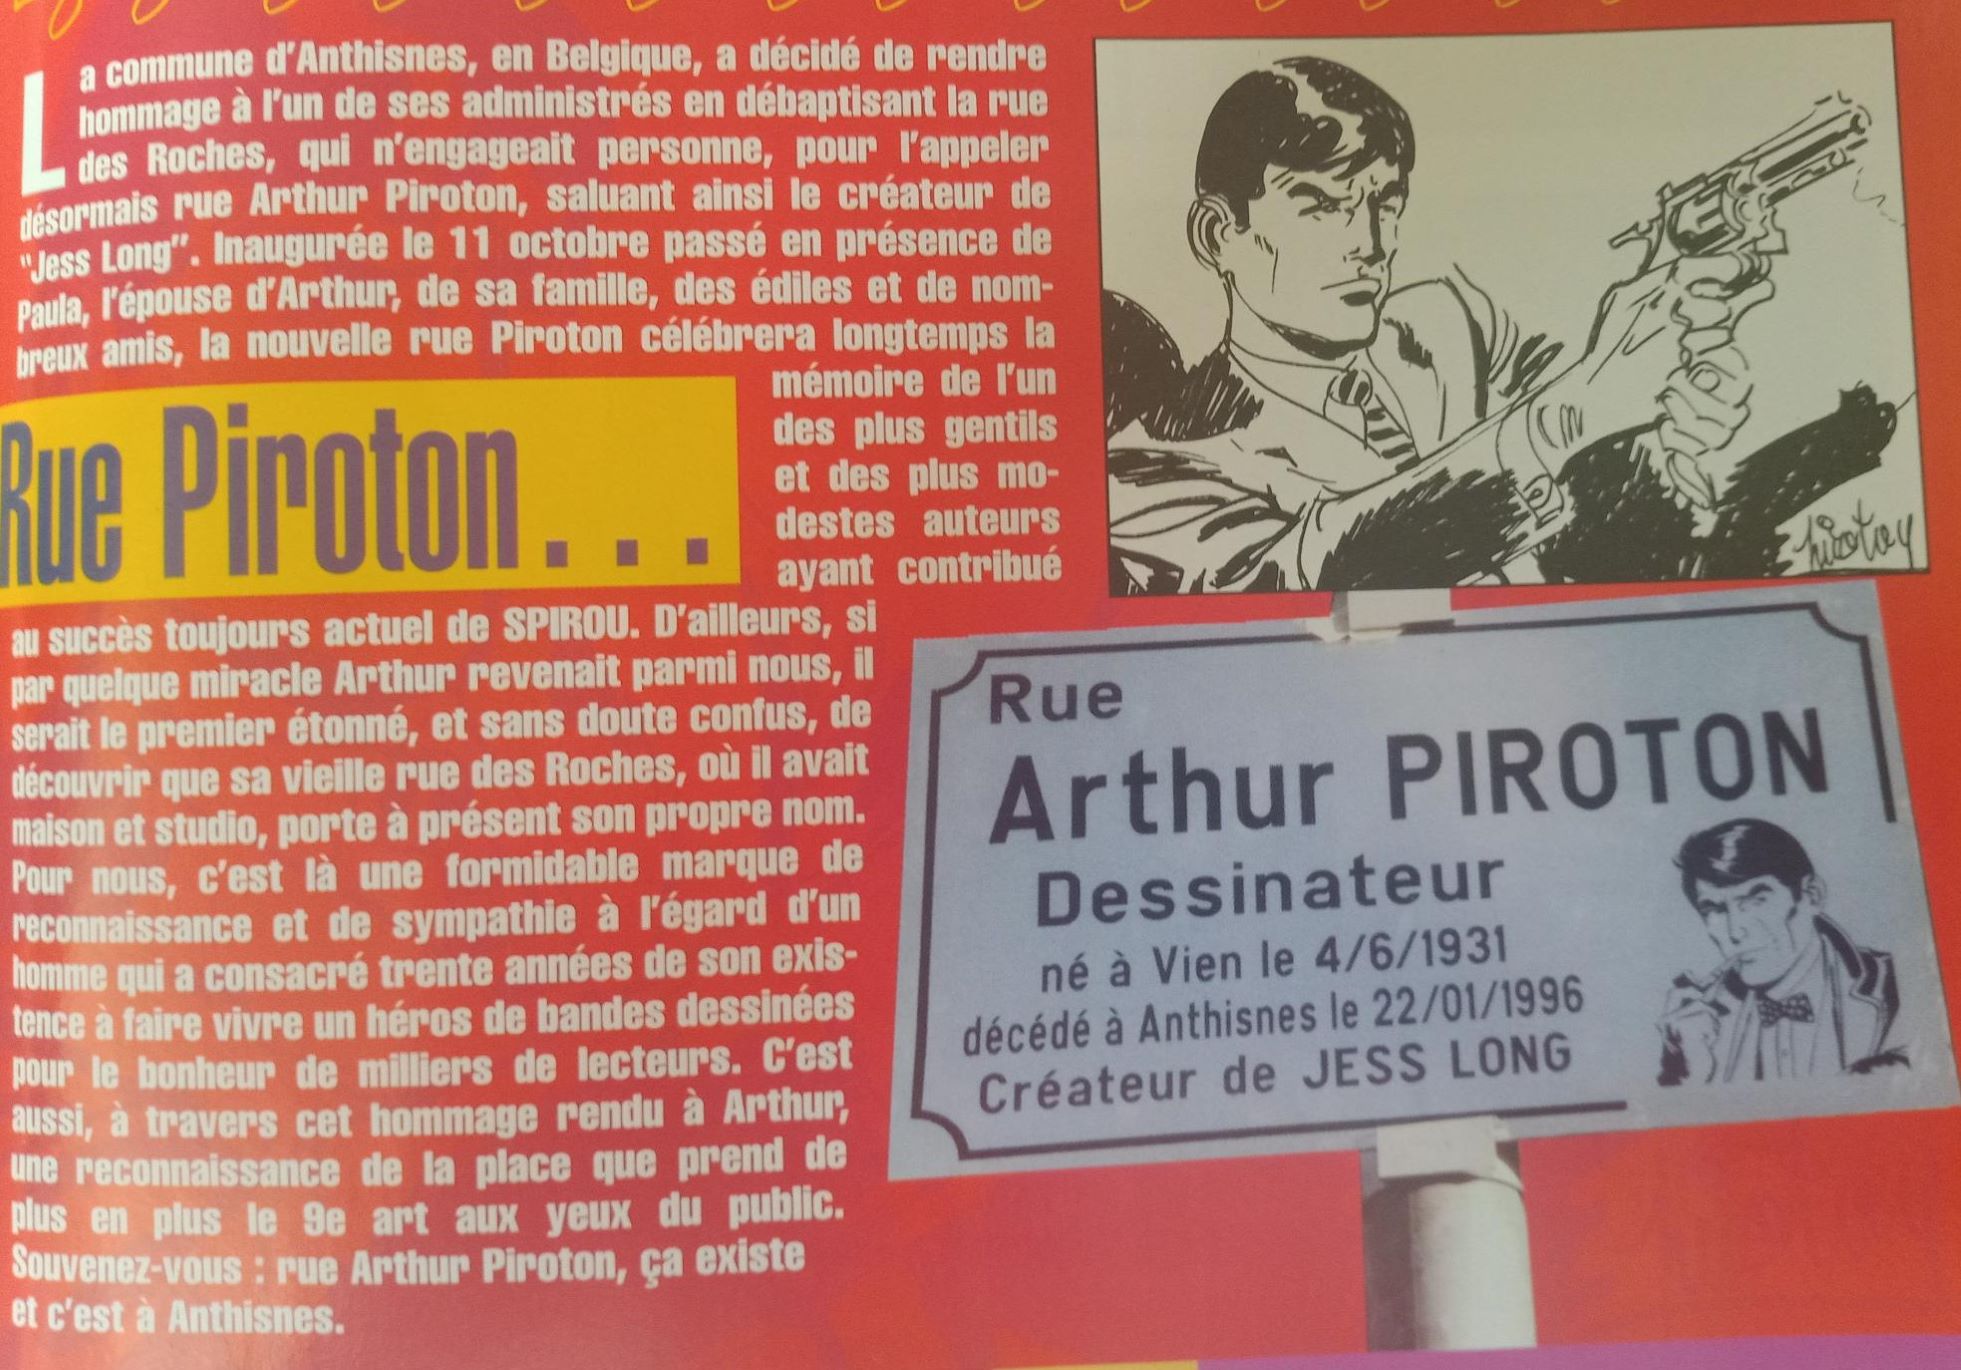 La commune d'Anthisnes, en Belgique, a décidé de rendre
hommage à l'un de ses administrés en débaptisant la rue
des Roches, qui n'engageait personne, pour l'appeler
désormais rue Arthur Piroton, saluant ainsi le créateur de
"Jess Long". Inaugurée le 11 octobre passé en présence de
Paula, l'épouse d'Arthur, de sa famille, des édiles et de nom-
breux amis, la nouvelle rue Piroton célébrera longtemps la
mémoire de l'un
des plus gentils
et des plus mo-
destes auteurs
ayant contribué
Rue Piroton...
au succès toujours actuel de SPIROU. D'ailleurs, si
par quelque miracle Arthur revenait parmi nous, il
serait le premier étonné, et sans doute confus, de
découvrir que sa vieille rue des Roches, où il avait
maison et studio, porte à présent son propre nom.
Pour nous, c'est là une formidable marque de
reconnaissance et de sympathie à l'égard d'un
homme qui a consacré trente années de son exis-
tence à faire vivre un héros de bandes dessinées
pour le bonheur de milliers de lecteurs. C'est
aussi, à travers cet hommage rendu à Arthur,
une reconnaissance de la place que prend de
plus en plus le 9e art aux yeux du public.
Souvenez-vous : rue Arthur Piroton, ça existe
et c'est à Anthisnes.
Piroton
Rue
Arthur PIROTON
Dessinateur
né à Vien le 4/6/1931
décédé à Anthisnes le 22/01/1996
Créateur de JESS LONG